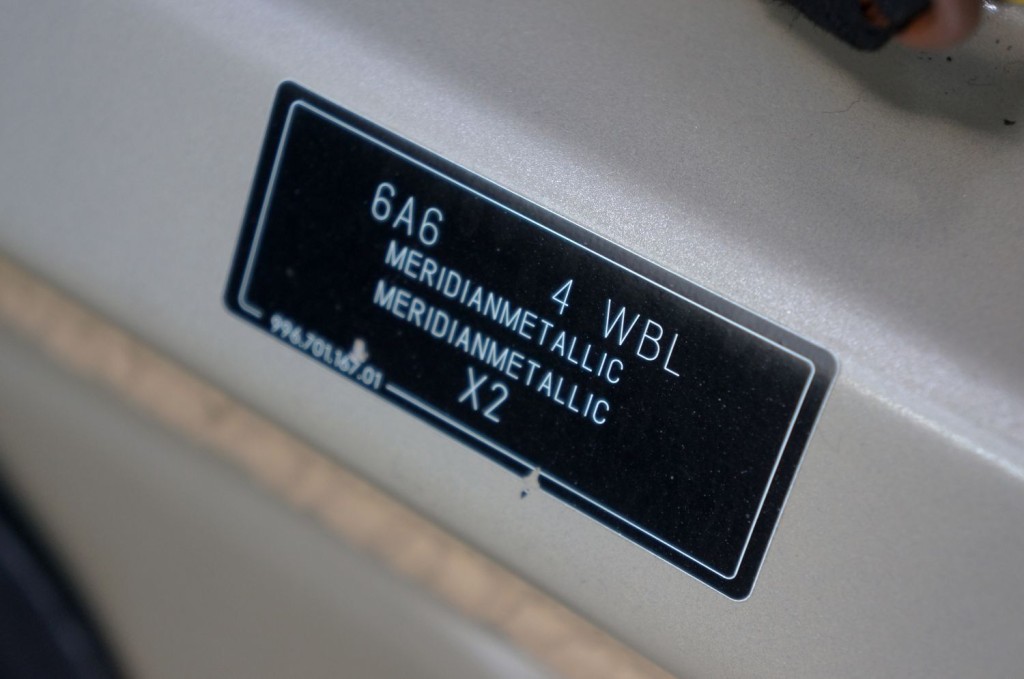 6A6 4 WBL
MERIDIANMETALLIC
MERIDIANMETALLIC
X2
996.701.167.01